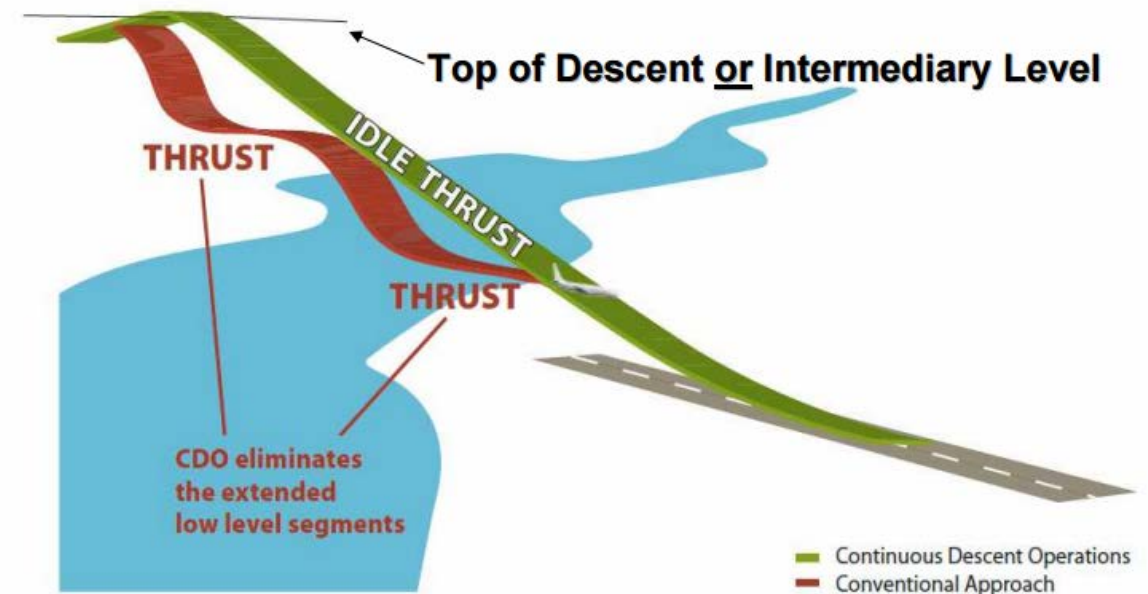 Top of Descent or Intermediary Level
IDLE THRUST
THRUST
THRUST
CDO eliminates
the extended
low level segments
Continuous Descent Operations
Conventional Approach